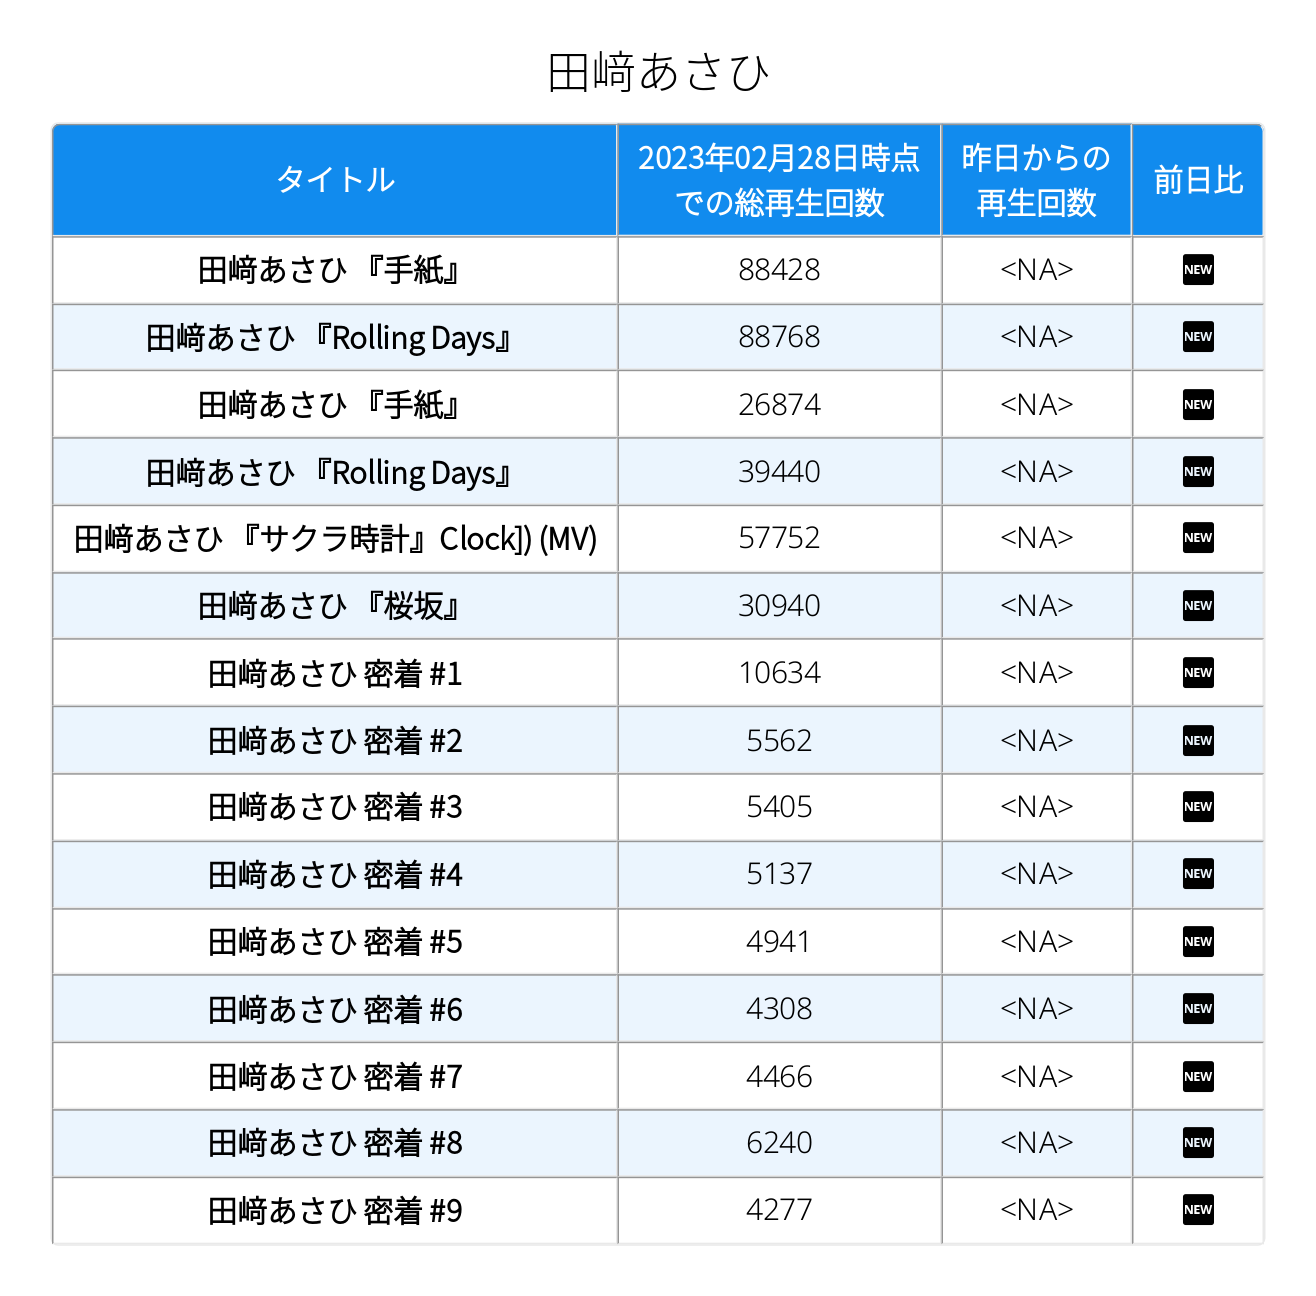 田﨑あさひ
タイトル 2023年02月28日時点での総再生回数 昨日からの再生回数 前日比
田﨑あさひ 『手紙』 88428 <NA> NEW
田﨑あさひ 『Rolling Days』 88768 <NA> NEW
田﨑あさひ 『手紙』 26874 <NA> NEW
田﨑あさひ 『Rolling Days』 39440 <NA> NEW
田﨑あさひ 『サクラ時計』Clock]) (MV) 57752 <NA> NEW
田﨑あさひ 『桜坂』 30940 <NA> NEW
田﨑あさひ 密着 #1 10634 <NA> NEW
田﨑あさひ 密着 #2 5562 <NA> NEW
田﨑あさひ 密着 #3 5405 <NA> NEW
田﨑あさひ 密着 #4 5137 <NA> NEW
田﨑あさひ 密着 #5 4941 <NA> NEW
田﨑あさひ 密着 #6 4308 <NA> NEW
田﨑あさひ 密着 #7 4466 <NA> NEW
田﨑あさひ 密着 #8 6240 <NA> NEW
田﨑あさひ 密着 #9 4277 <NA> NEW